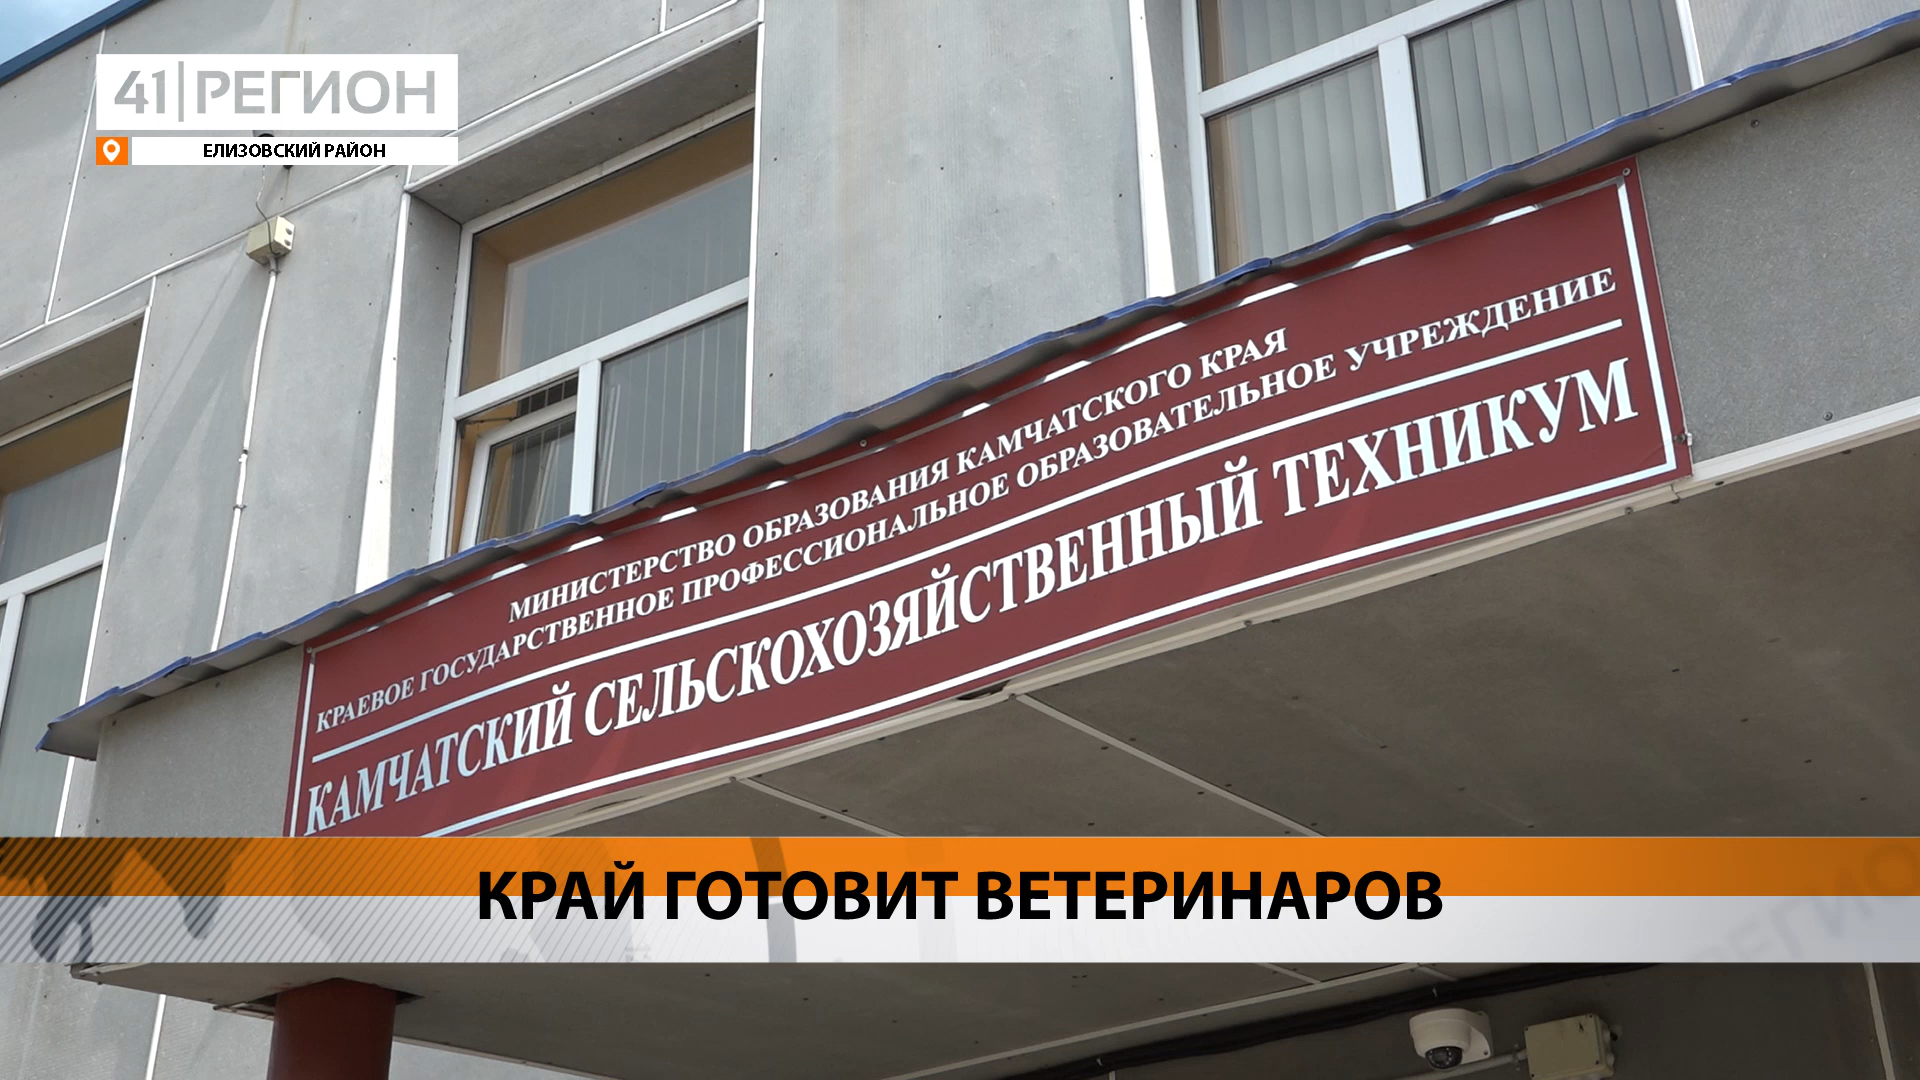 41|РЕГИОН
ЕЛИЗОВСКИЙ РАЙОН
МИНИСТЕРСТВО ОБРАЗОВАНИЯ КАМЧАТСКОГО КРАЯ
КРАЕВОЕ ГОСУДАРСТВЕННОЕ ПРОФЕССИОНАЛЬНОЕ ОБРАЗОВАТЕЛЬНОЕ УЧРЕЖДЕНИЕ
КАМЧАТСКИЙ СЕЛЬСКОХОЗЯЙСТВЕННЫЙ ТЕХНИКУМ
КРАЙ ГОТОВИТ ВЕТЕРИНАРОВ
РЕГИО